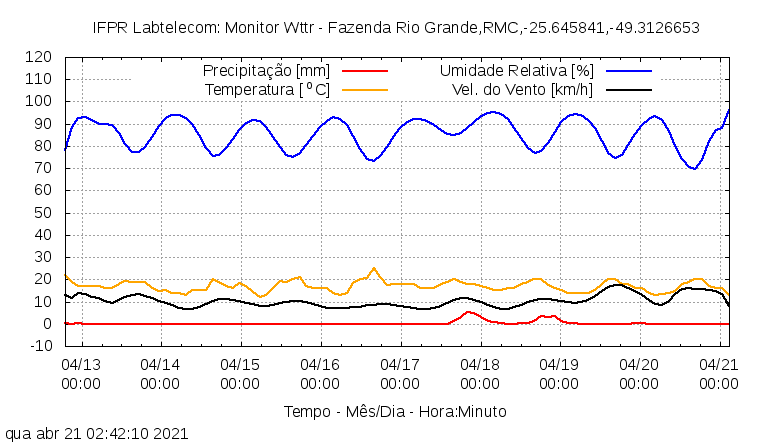 IFPR Labtelecom: Monitor Wttr - Fazenda Rio Grande,RMC,-25.645841,-49.3126653
Precipitação [mm]
Temperatura [ ⁰C]
Umidade Relativa [%]
Vel. do Vento [km/h]
120
110
100
90
80
70
60
50
40
30
20
10
0
-10
04/13 04/14 04/15 04/16 04/17 04/18 04/19 04/20 04/21
00:00 00:00 00:00 00:00 00:00 00:00 00:00 00:00 00:00
Tempo - Mês/Dia - Hora:Minuto
qua abr 21 02:42:10 2021